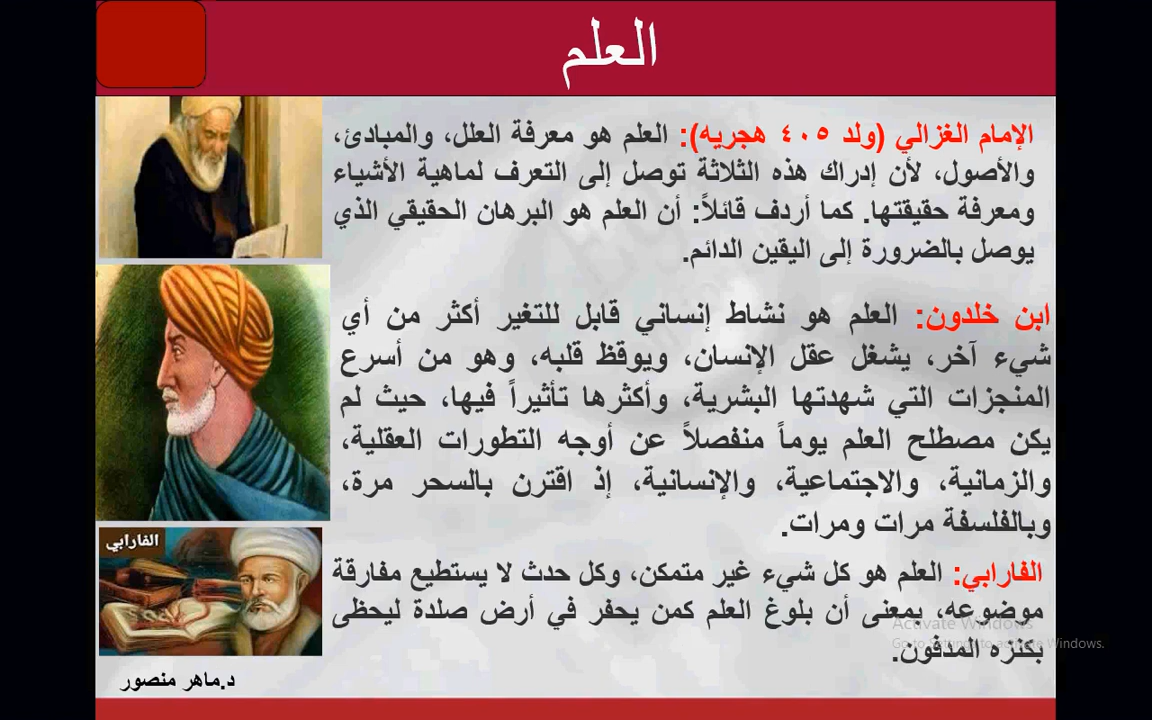 العلم
الإمام الغزالي (ولد ٤٠٥ هجريه): العلم هو معرفة العلل، والمبادئ،
والأصول، لأن إدراك هذه الثلاثة توصل إلى التعرف لماهية الأشياء
ومعرفة حقيقتها. كما أردف قائلاً: أن العلم هو البرهان الحقيقي الذي
يوصل بالضرورة إلى اليقين الدائم.
ابن خلدون: العلم هو نشاط إنساني قابل للتغير أكثر من أي
شيء آخر، يشغل عقل الإنسان، ويوقظ قلبه، وهو من أسرع
المنجزات التي شهدتها البشرية، وأكثرها تأثيراً فيها، حيث لم
يكن مصطلح العلم يوماً منفصلاً عن أوجه التطورات العقلية،
والزمانية، والاجتماعية، والإنسانية، إذ اقترن بالسحر مرة،
وبالفلسفة مرات ومرات.
الفارابي
الفارابي: العلم هو كل شيء غير متمكن، وكل حدث لا يستطيع مفارقة
موضوعه، بمعنى أن بلوغ العلم كمن يحفر في أرض صلدة ليحظى
بكنزه المدفون.
Activate Windows
Go to Settings to activate Windows.
د.ماهر منصور